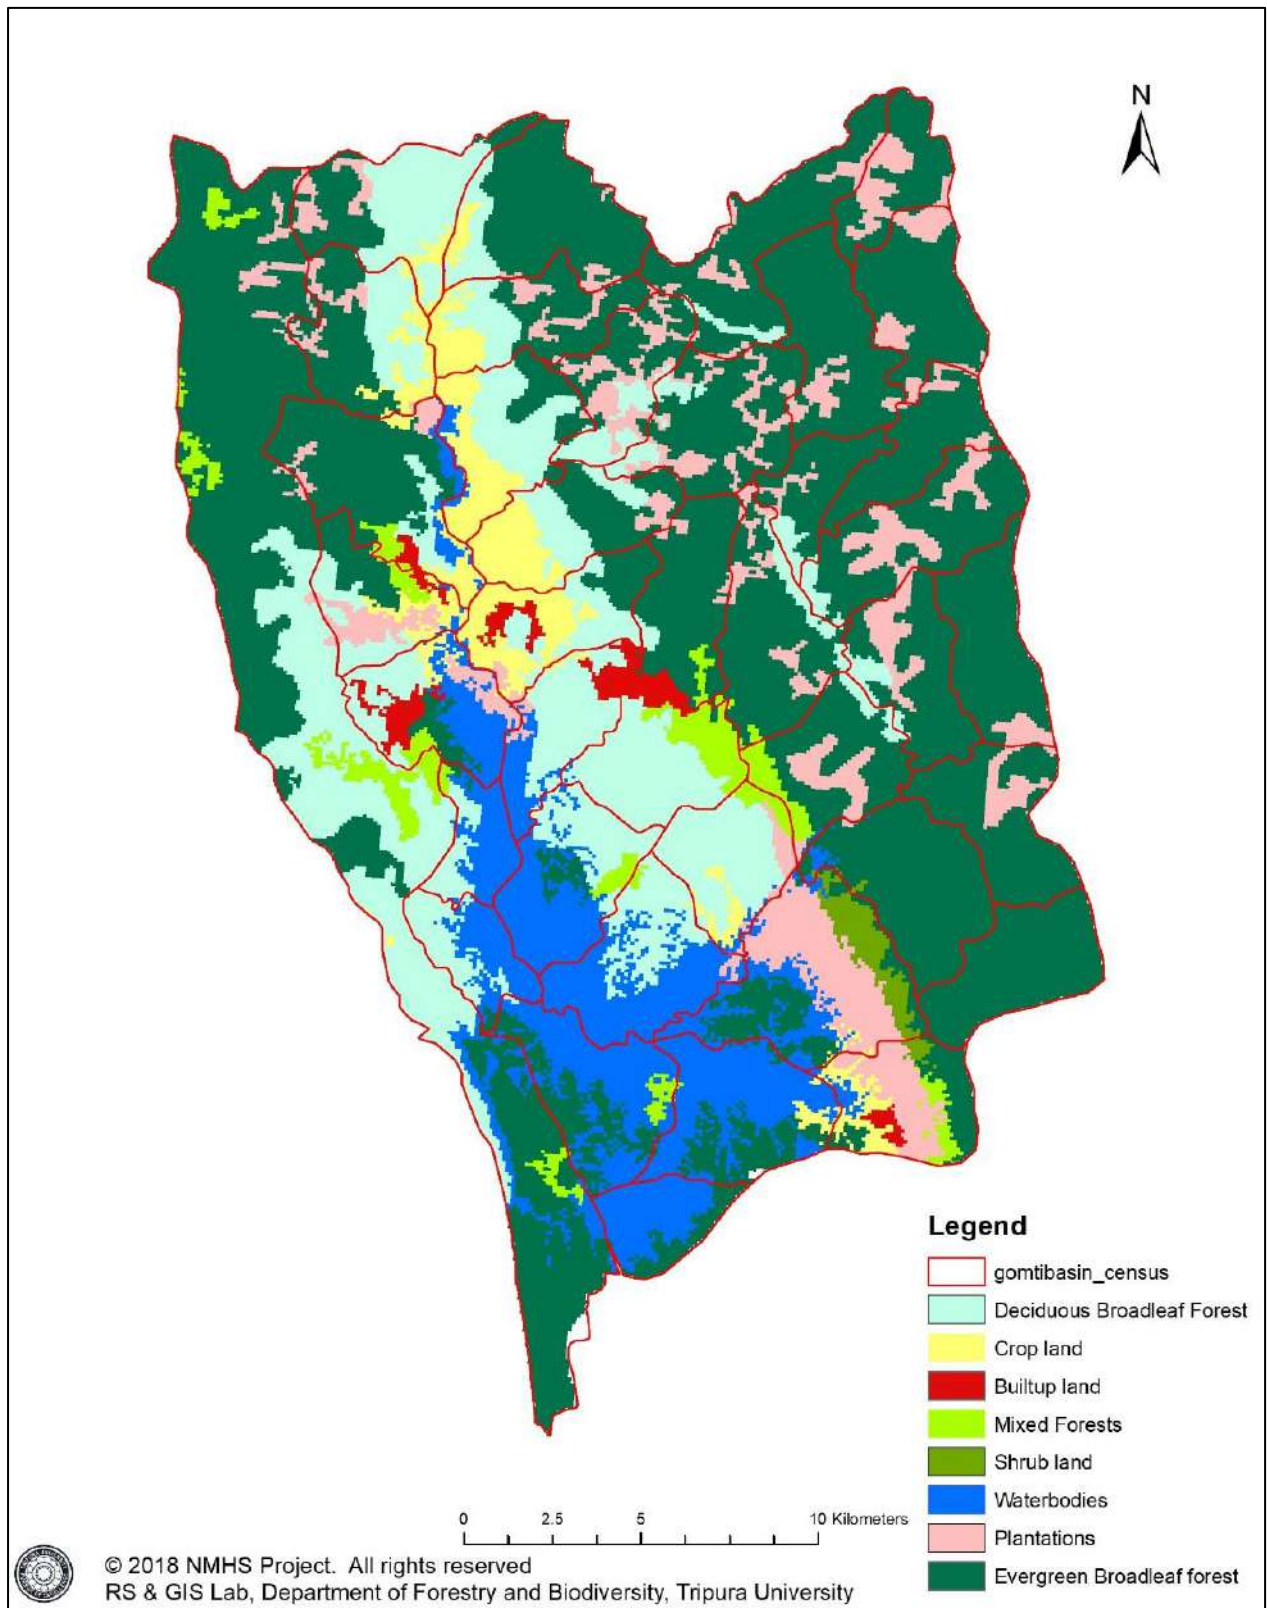 N
Legend
gomtibasin_census
Deciduous Broadleaf Forest
Crop land
Builtup land
Mixed Forests
Shrub land
Waterbodies
Plantations
Evergreen Broadleaf forest
0 2.5 5 10 Kilometers
© 2018 NMHS Project. All rights reserved
RS & GIS Lab, Department of Forestry and Biodiversity, Tripura University